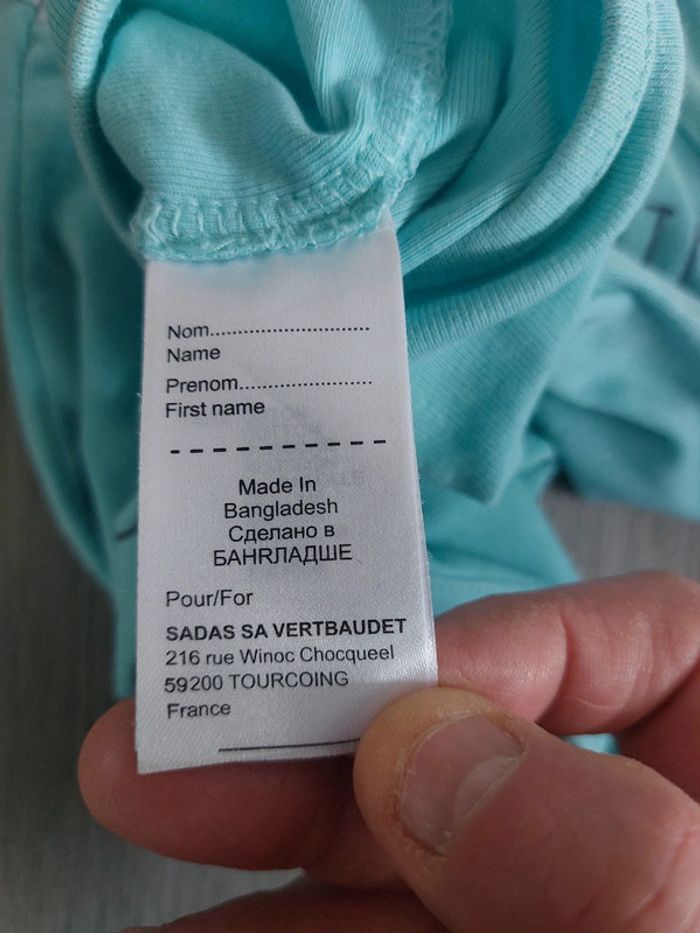 Nom............................
Name
Prenom.......................
First name
Made In
Bangladesh
Сделано в
БАНRЛАДШЕ
Pour/For
SADAS SA VERTBAUDET
216 rue Winoc Chocqueel
59200 TOURCOING
France